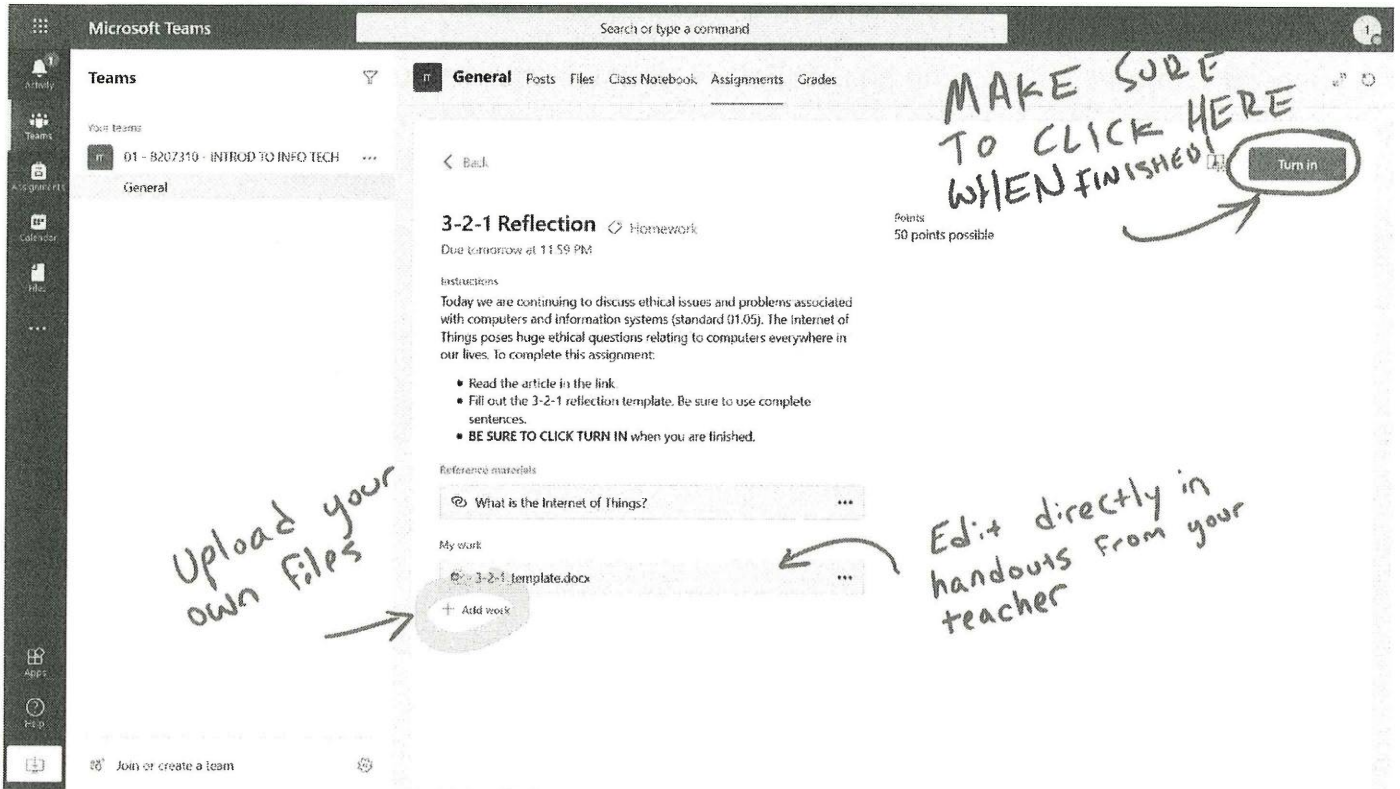 Microsoft Teams
Search or type a command
1
1
Activity
Teams
Assignments
Calendar
Files
Apps
Help
Teams
Your teams
IT
01 - 8207310 - INTROD TO INFO TECH
General
Join or create a team
IT
General Posts Files Class Notebook Assignments Grades
MAKE SURE
TO CLICK HERE
WHEN FINISHED!
Back
Turn in
3-2-1 Reflection Homework
Due tomorrow at 11:59 PM
Points
50 points possible
Instructions
Today we are continuing to discuss ethical issues and problems associated
with computers and information systems (standard 01.05). The Internet of
Things poses huge ethical questions relating to computers everywhere in
our lives. To complete this assignment:
• Read the article in the link.
• Fill out the 3-2-1 reflection template. Be sure to use complete
sentences.
• BE SURE TO CLICK TURN IN when you are finished.
Reference materials
What is the Internet of Things?
My work
3-2-1_template.docx
+ Add work
Upload your
own files
Edit directly in
handouts from your
teacher